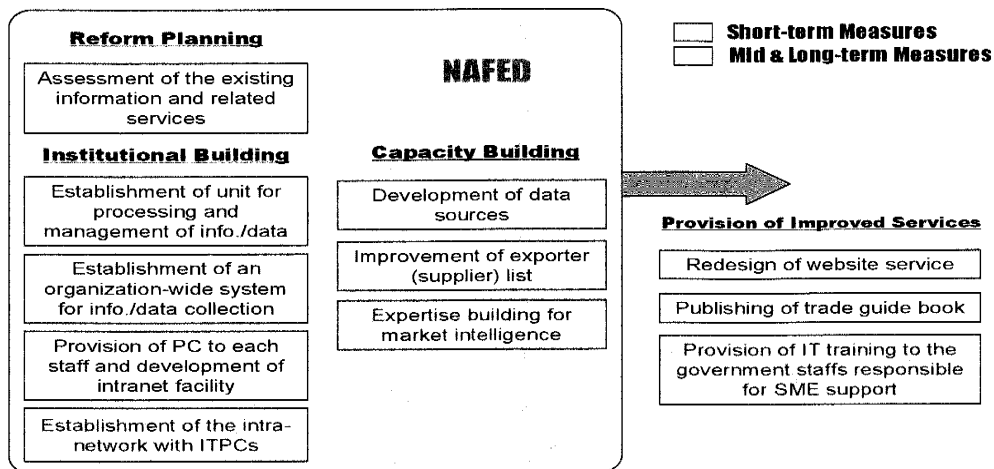 Reform Planning
Assessment of the existing
information and related
services
NAFED
Short-term Measures
Mid & Long-term Measures
Institutional Building
Establishment of unit for
processing and
management of info./data
Establishment of an
organization-wide system
for info./data collection
Provision of PC to each
staff and development of
intranet facility
Establishment of the intra-
network with ITPCs
Capacity Building
Development of data
sources
Improvement of exporter
(supplier) list
Expertise building for
market intelligence
Provision of Improved Services
Redesign of website service
Publishing of trade guide book
Provision of IT training to the
government staffs responsible
for SME support